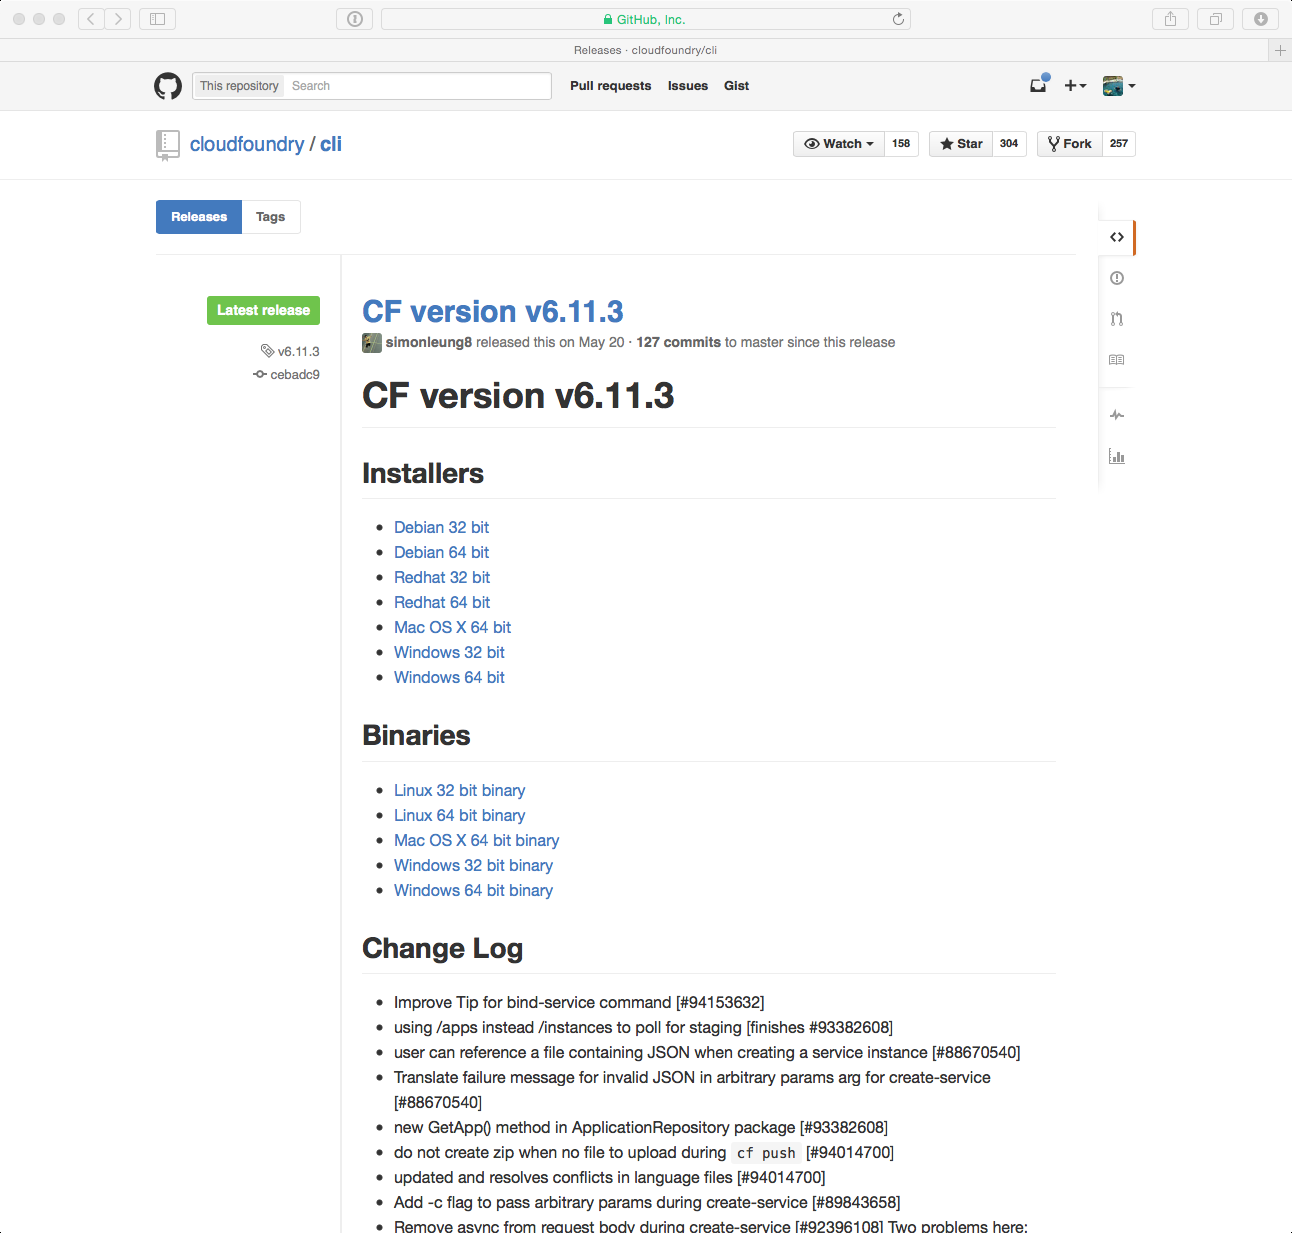 GitHub, Inc.
Releases · cloudfoundry/cli
This repository Search Pull requests Issues Gist
cloudfoundry / cli Watch 158 Star 304 Fork 257
Releases Tags
Latest release
v6.11.3
cebadc9
CF version v6.11.3
simonleung8 released this on May 20 · 127 commits to master since this release
CF version v6.11.3
Installers
Debian 32 bit
Debian 64 bit
Redhat 32 bit
Redhat 64 bit
Mac OS X 64 bit
Windows 32 bit
Windows 64 bit
Binaries
Linux 32 bit binary
Linux 64 bit binary
Mac OS X 64 bit binary
Windows 32 bit binary
Windows 64 bit binary
Change Log
Improve Tip for bind-service command [#94153632]
using /apps instead /instances to poll for staging [finishes #93382608]
user can reference a file containing JSON when creating a service instance [#88670540]
Translate failure message for invalid JSON in arbitrary params arg for create-service
[#88670540]
new GetApp() method in ApplicationRepository package [#93382608]
do not create zip when no file to upload during cf push [#94014700]
updated and resolves conflicts in language files [#94014700]
Add -c flag to pass arbitrary params during create-service [#89843658]
Remove async from request body during create-service [#92396108] Two problems here: